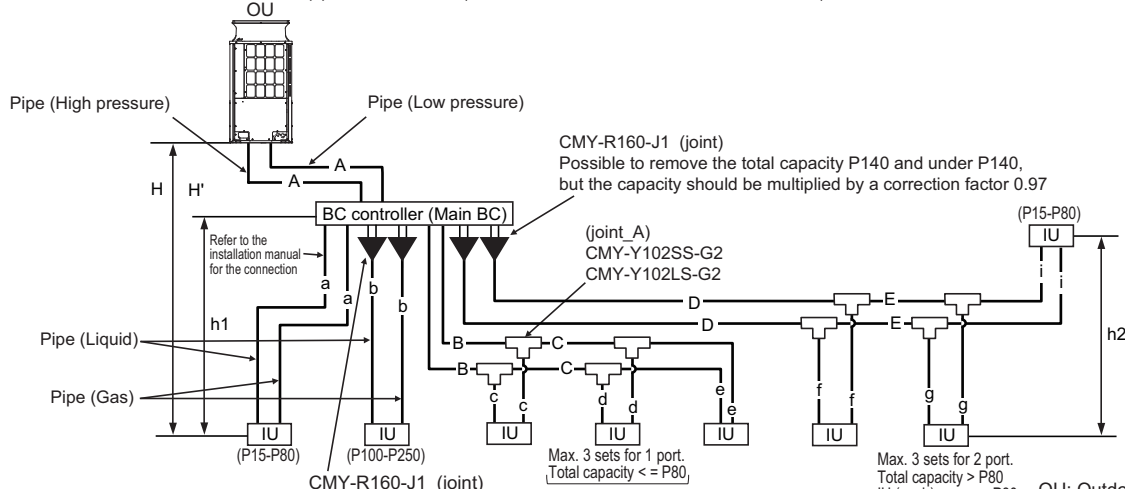 OU
Pipe (High pressure)
Pipe (Low pressure)
CMY-R160-J1 (joint)
Possible to remove the total capacity P140 and under P140,
but the capacity should be multiplied by a correction factor 0.97
A
A
H
H'
BC controller (Main BC)
(P15-P80)
IU
Refer to the
installation manual
for the connection
(joint_A)
CMY-Y102SS-G2
CMY-Y102LS-G2
a
a
b
b
i
i
D
E
D
E
h1
h2
Pipe (Liquid)
B
C
B
C
Pipe (Gas)
c
c
d
d
e
e
f
f
g
g
IU
IU
IU
IU
IU
IU
IU
(P15-P80)
(P100-P250)
Max. 3 sets for 1 port.
Total capacity < = P80
Max. 3 sets for 2 port.
Total capacity > P80
CMY-R160-J1 (joint)
OU: Outdo